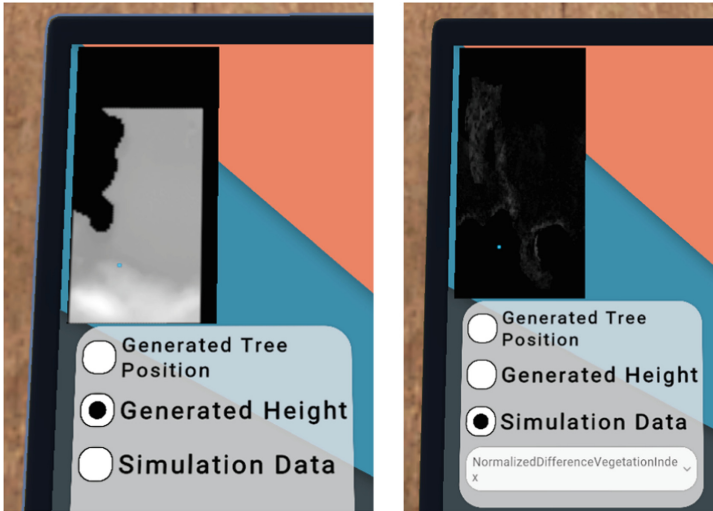 Generated Tree
Position
Generated Height
Simulation Data
Generated Tree
Position
Generated Height
Simulation Data
NormalizedDifferenceVegetationInde
x